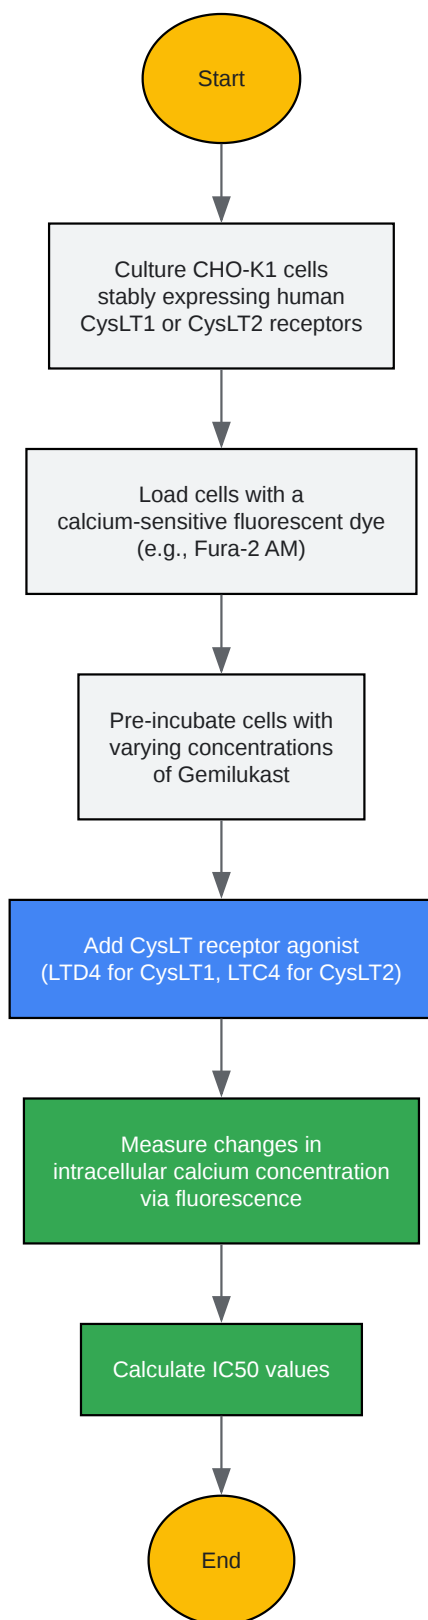 Start
Culture CHO-K1 cells
stably expressing human
CysLT1 or CysLT2 receptors
Load cells with a
calcium-sensitive fluorescent dye
(e.g., Fura-2 AM)
Pre-incubate cells with
varying concentrations
of Gemilukast
Add CysLT receptor agonist
(LTD4 for CysLT1, LTC4 for CysLT2)
Measure changes in
intracellular calcium concentration
via fluorescence
Calculate IC50 values
End